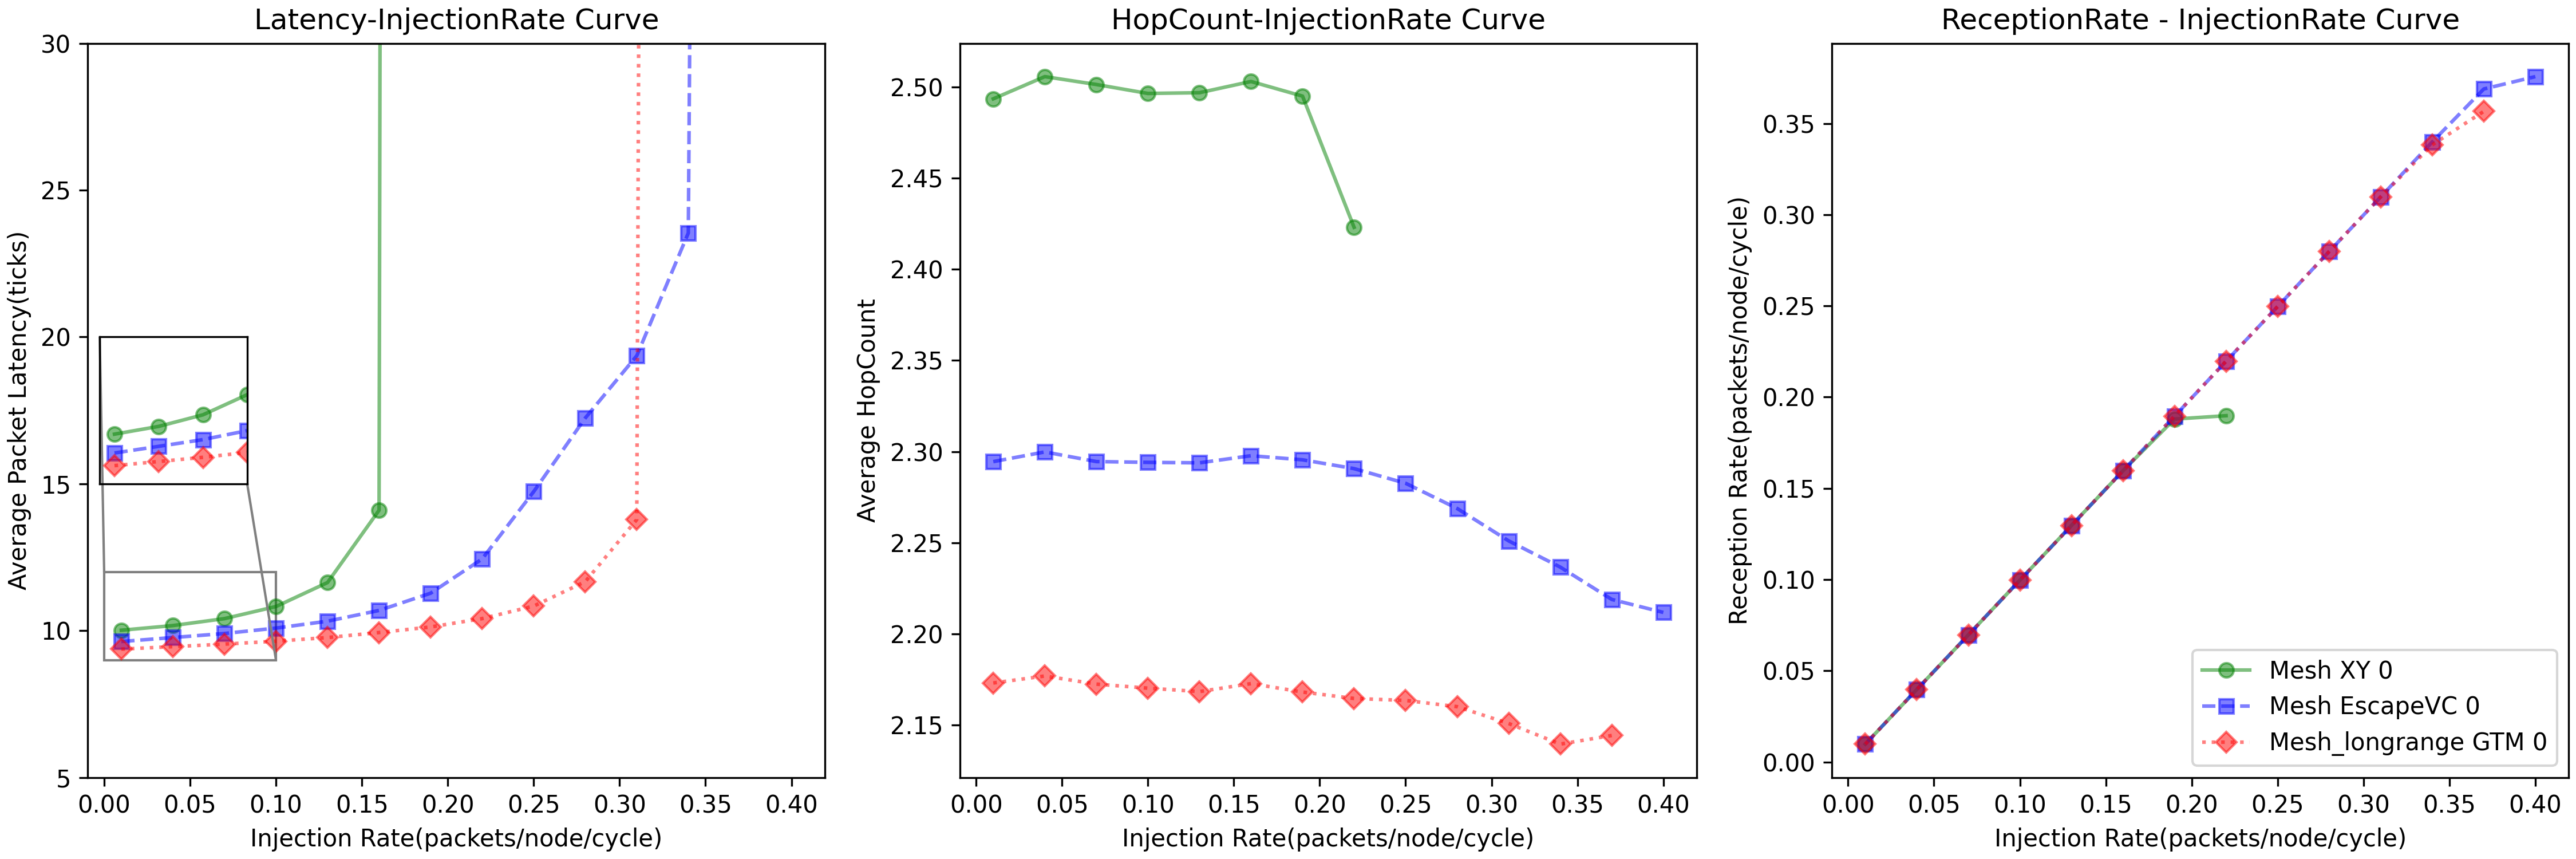 Latency-InjectionRate Curve
30
25
20
15
10
5
0.00 0.05 0.10 0.15 0.20 0.25 0.30 0.35 0.40
Average Packet Latency(ticks)
Injection Rate(packets/node/cycle)
HopCount-InjectionRate Curve
2.50
2.45
2.40
2.35
2.30
2.25
2.20
2.15
0.00 0.05 0.10 0.15 0.20 0.25 0.30 0.35 0.40
Average HopCount
Injection Rate(packets/node/cycle)
ReceptionRate - InjectionRate Curve
0.35
0.30
0.25
0.20
0.15
0.10
0.05
0.00
0.00 0.05 0.10 0.15 0.20 0.25 0.30 0.35 0.40
Reception Rate(packets/node/cycle)
Injection Rate(packets/node/cycle)
Mesh XY 0
Mesh EscapeVC 0
Mesh_longrange GTM 0